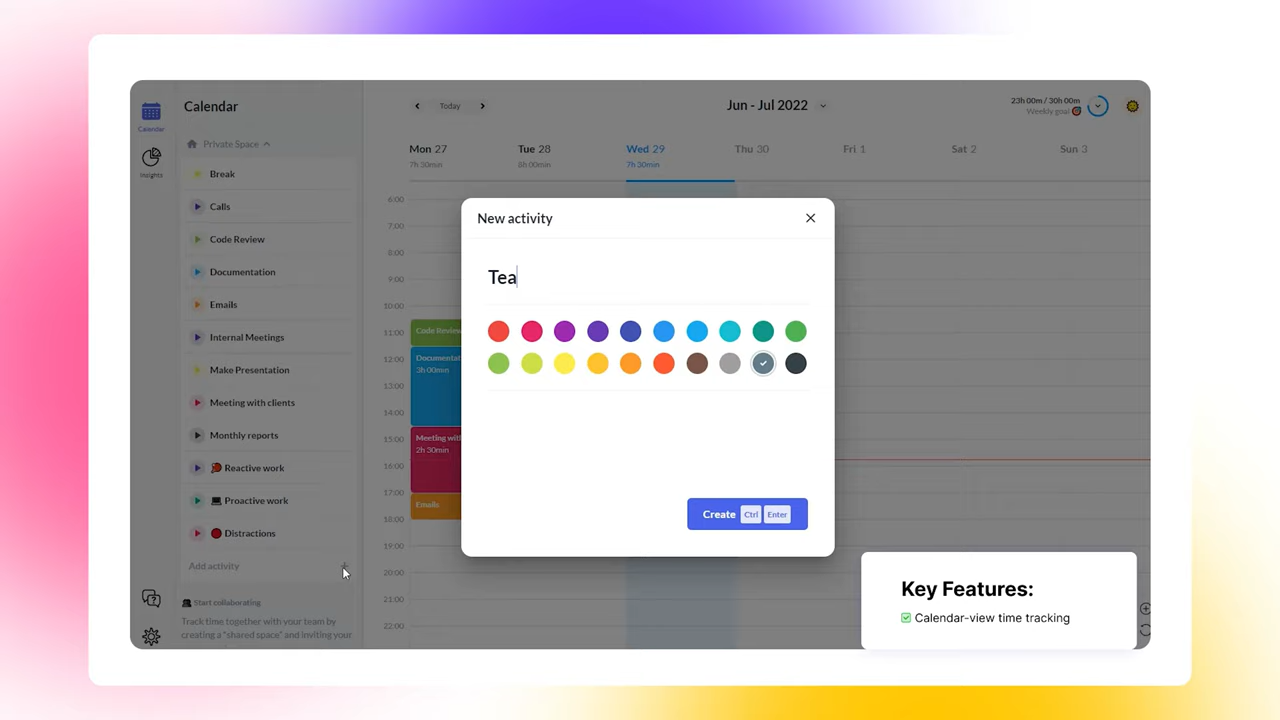 Calendar
Today
Jun - Jul 2022
23h 00m / 30h 00m
Weekly goal
Calendar
Insights
Private Space
Break
Calls
Code Review
Documentation
Emails
Internal Meetings
Make Presentation
Meeting with clients
Monthly reports
Reactive work
Proactive work
Distractions
Add activity
Start collaborating
Track time together with your team by
creating a "shared space" and inviting your
Mon 27
7h 30min
Tue 28
6h 00min
Wed 29
7h 30min
Thu 30
Fri 1
Sat 2
Sun 3
6:00
7:00
8:00
9:00
10:00
11:00
12:00
13:00
14:00
15:00
16:00
17:00
18:00
19:00
20:00
21:00
22:00
Code Review
Documentat
3h 00min
Meeting wit
2h 30min
Emails
New activity
Tea
Create Ctrl Enter
Key Features:
Calendar-view time tracking